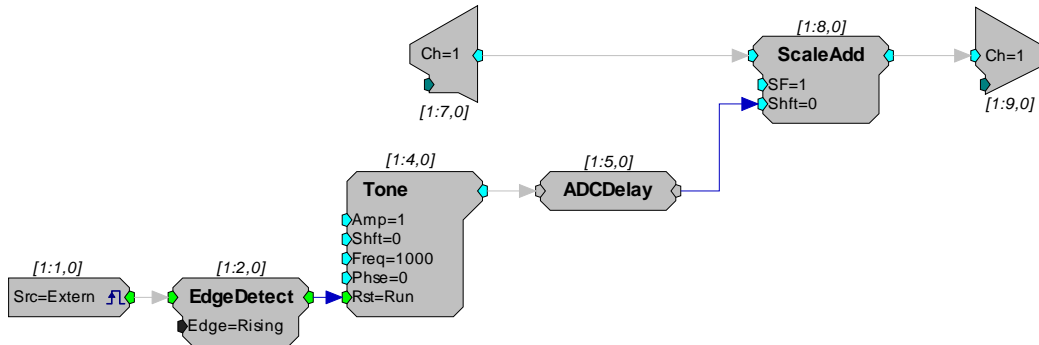 Ch=1
[1:7,0]
[1:8,0]
ScaleAdd
SF=1
Shft=0
Ch=1
[1:9,0]
[1:4,0]
Tone
Amp=1
Shft=0
Freq=1000
Phse=0
Rst=Run
[1:5,0]
ADCDelay
[1:1,0]
Src=Extern
[1:2,0]
EdgeDetect
Edge=Rising